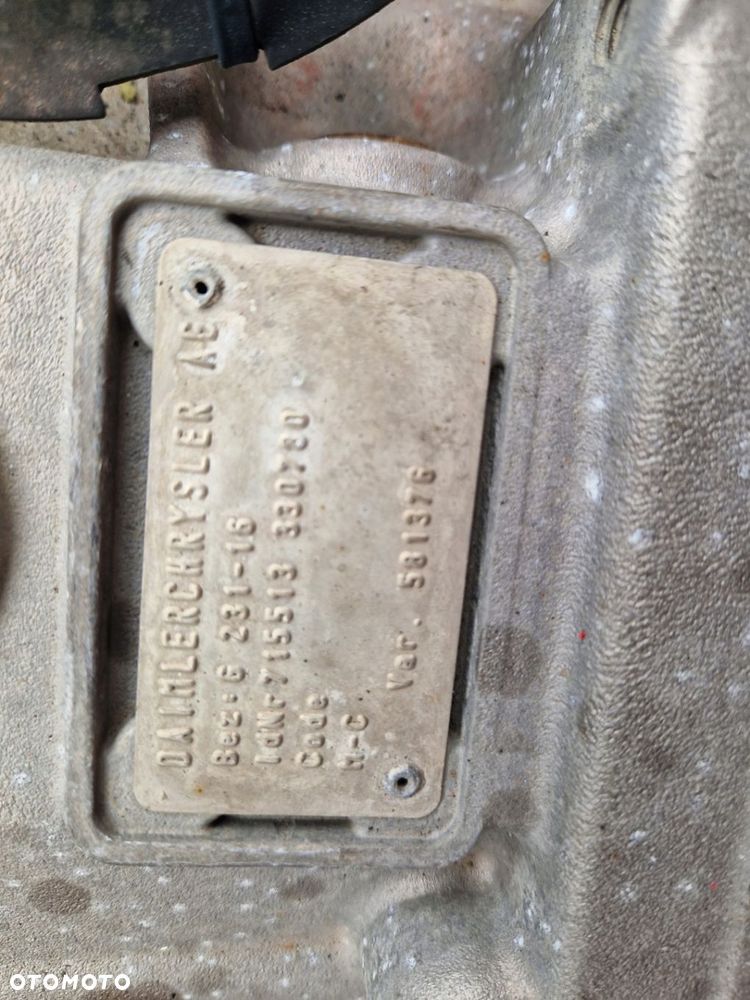 DAIMLERCHRYSLER AG
Bez.G 231-16
IdNr 715513 330780
Code
M-C Var. 581376
OTOMOTO